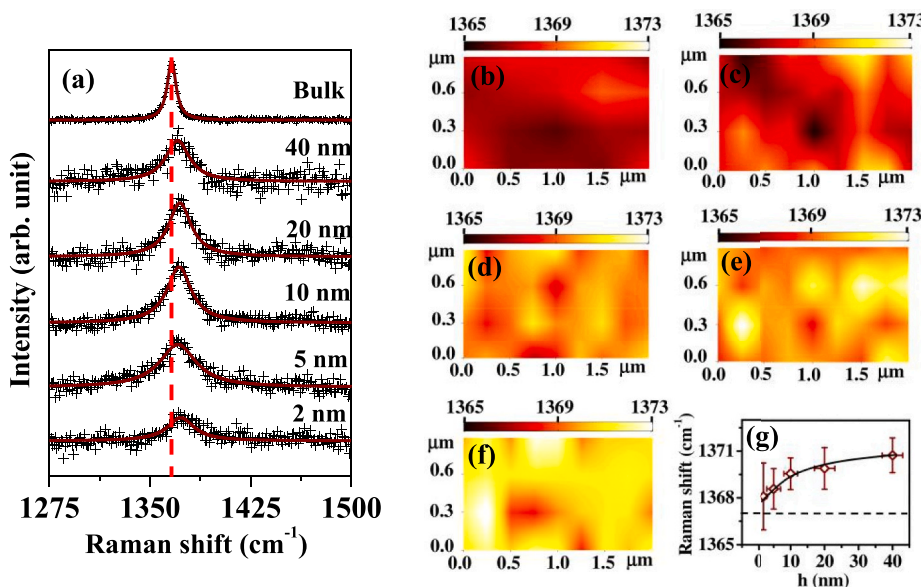 (a)
Bulk
40 nm
20 nm
10 nm
5 nm
2 nm
Intensity (arb. unit)
1275 1350 1425 1500
Raman shift (cm⁻¹)
1365 1369 1373
μm
(b)
0.6
0.3
0.0
0.0 0.5 1.0 1.5 μm
1365 1369 1373
μm
(c)
0.6
0.3
0.0
0.0 0.5 1.0 1.5 μm
1365 1369 1373
μm
(d)
0.6
0.3
0.0
0.0 0.5 1.0 1.5 μm
1365 1369 1373
μm
(e)
0.6
0.3
0.0
0.0 0.5 1.0 1.5 μm
1365 1369 1373
μm
(f)
0.6
0.3
0.0
0.0 0.5 1.0 1.5 μm
(g)
Raman shift (cm⁻¹)
1371
1368
1365
0 10 20 30 40
h (nm)